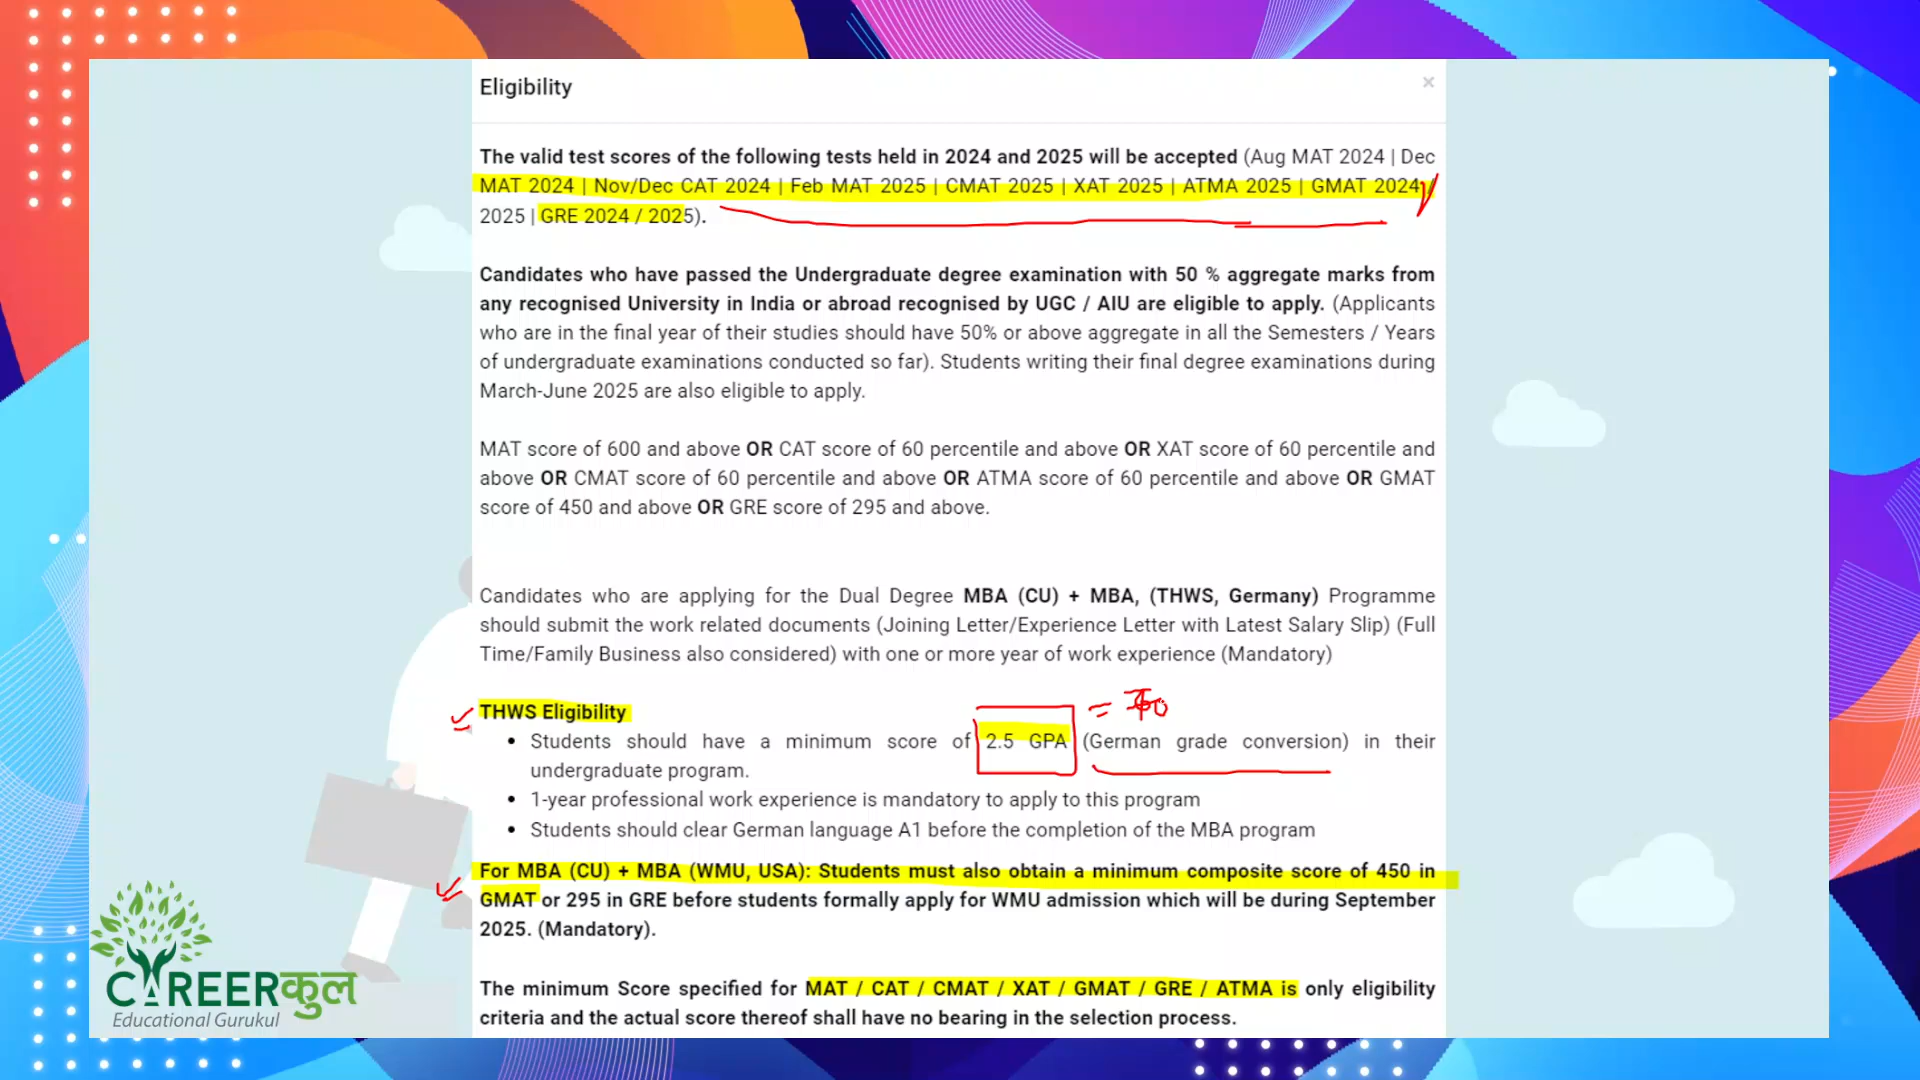 Eligibility
×
The valid test scores of the following tests held in 2024 and 2025 will be accepted (Aug MAT 2024 | Dec
MAT 2024 | Nov/Dec CAT 2024 | Feb MAT 2025 | CMAT 2025 | XAT 2025 | ATMA 2025 | GMAT 2024 /
2025 | GRE 2024 / 2025).
Candidates who have passed the Undergraduate degree examination with 50 % aggregate marks from
any recognised University in India or abroad recognised by UGC / AIU are eligible to apply. (Applicants
who are in the final year of their studies should have 50% or above aggregate in all the Semesters / Years
of undergraduate examinations conducted so far). Students writing their final degree examinations during
March-June 2025 are also eligible to apply.
MAT score of 600 and above OR CAT score of 60 percentile and above OR XAT score of 60 percentile and
above OR CMAT score of 60 percentile and above OR ATMA score of 60 percentile and above OR GMAT
score of 450 and above OR GRE score of 295 and above.
Candidates who are applying for the Dual Degree MBA (CU) + MBA, (THWS, Germany) Programme
should submit the work related documents (Joining Letter/Experience Letter with Latest Salary Slip) (Full
Time/Family Business also considered) with one or more year of work experience (Mandatory)
THWS Eligibility
• Students should have a minimum score of 2.5 GPA (German grade conversion) in their
undergraduate program.
• 1-year professional work experience is mandatory to apply to this program
• Students should clear German language A1 before the completion of the MBA program
For MBA (CU) + MBA (WMU, USA): Students must also obtain a minimum composite score of 450 in
GMAT or 295 in GRE before students formally apply for WMU admission which will be during September
2025. (Mandatory).
The minimum Score specified for MAT / CAT / CMAT / XAT / GMAT / GRE / ATMA is only eligibility
criteria and the actual score thereof shall have no bearing in the selection process.
CAREERकुल
Educational Gurukul